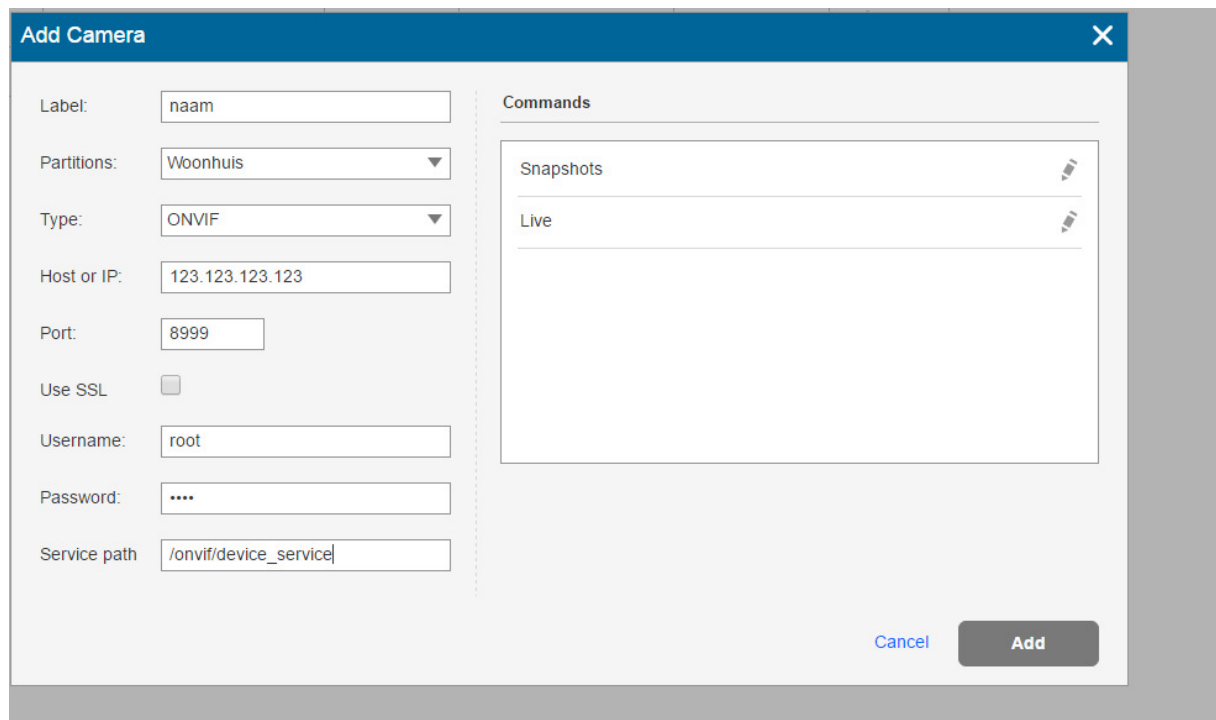 Add Camera
Label: naam
Partitions: Woonhuis
Type: ONVIF
Host or IP: 123.123.123.123
Port: 8999
Use SSL
Username: root
Password: ••••
Service path /onvif/device_service
Commands
Snapshots
Live
Cancel Add